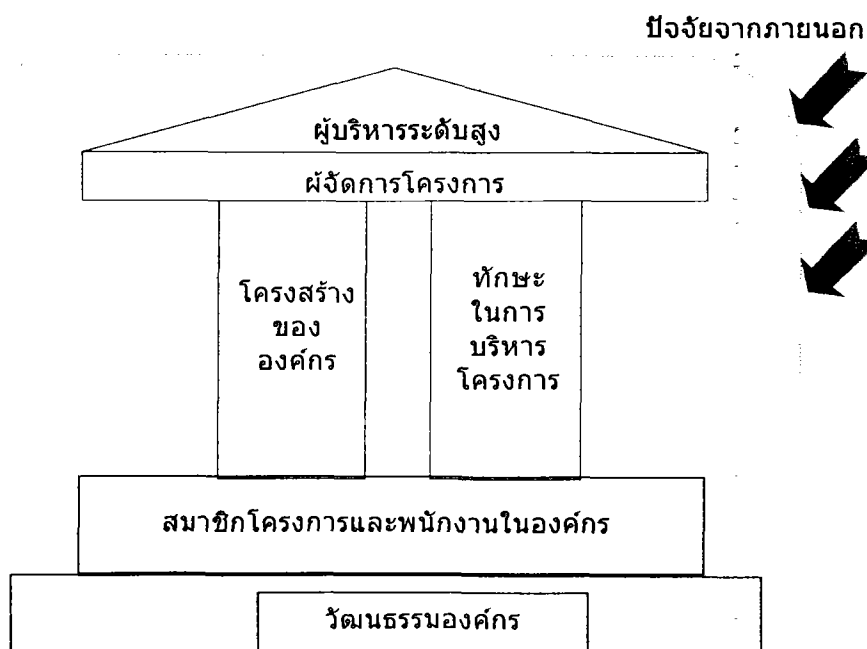 ปัจจัยจากภายนอก
ผู้บริหารระดับสูง
ผ้จัดการโครงการ
โครงสร้าง
ของ
องค์กร
ทักษะ
ในการ
บริหาร
โครงการ
สมาชิกโครงการและพนักงานในองค์กร
วัฒนธรรมองค์กร